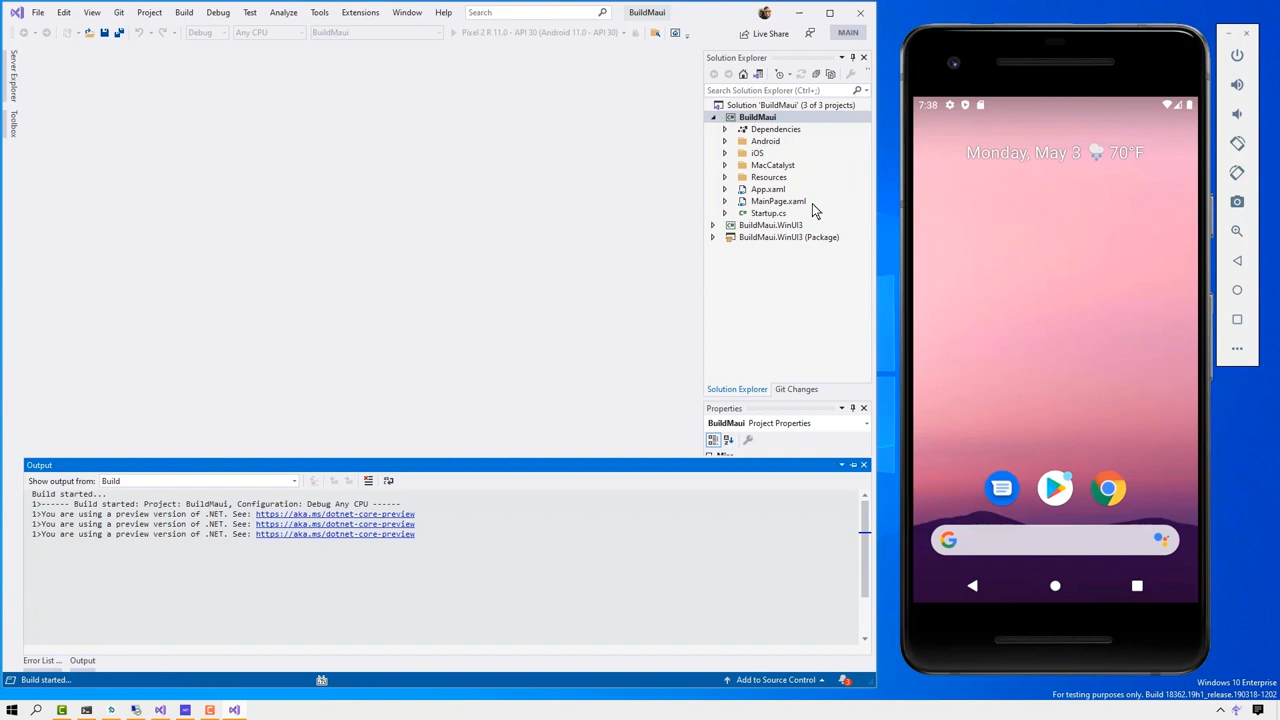 File Edit View Git Project Build Debug Test Analyze Tools Extensions Window Help Search BuildMaui
Debug Any CPU BuildMaui Pixel 2 R - API 30 (Android 11.0 - API 30) Live Share MAIN
Server Explorer
Toolbox
Solution Explorer
Search Solution Explorer (Ctrl+;)
Solution 'BuildMaui' (3 of 3 projects)
BuildMaui
Dependencies
Android
iOS
MacCatalyst
Resources
App.xaml
MainPage.xaml
Startup.cs
BuildMaui.WinUI3
BuildMaui.WinUI3 (Package)
Solution Explorer Git Changes
Properties
BuildMaui Project Properties
Output
Show output from: Build
Build started...
1>------ Build started: Project: BuildMaui, Configuration: Debug Any CPU ------
1>You are using a preview version of .NET. See: https://aka.ms/dotnet-core-preview
1>You are using a preview version of .NET. See: https://aka.ms/dotnet-core-preview
1>You are using a preview version of .NET. See: https://aka.ms/dotnet-core-preview
Error List ... Output
Build started... Add to Source Control
7:38
Monday, May 3 70°F
Windows 10 Enterprise
For testing purposes only. Build 18362.19h1_release.190318-1202